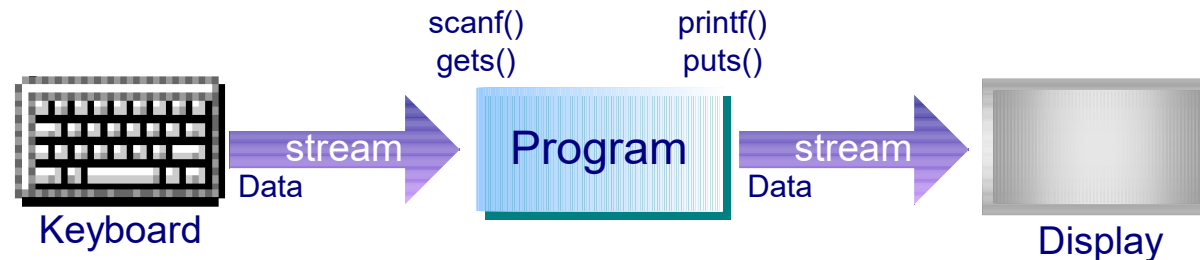 scanf()
gets()
printf()
puts()
stream
Program
stream
Data
Data
Keyboard
Display